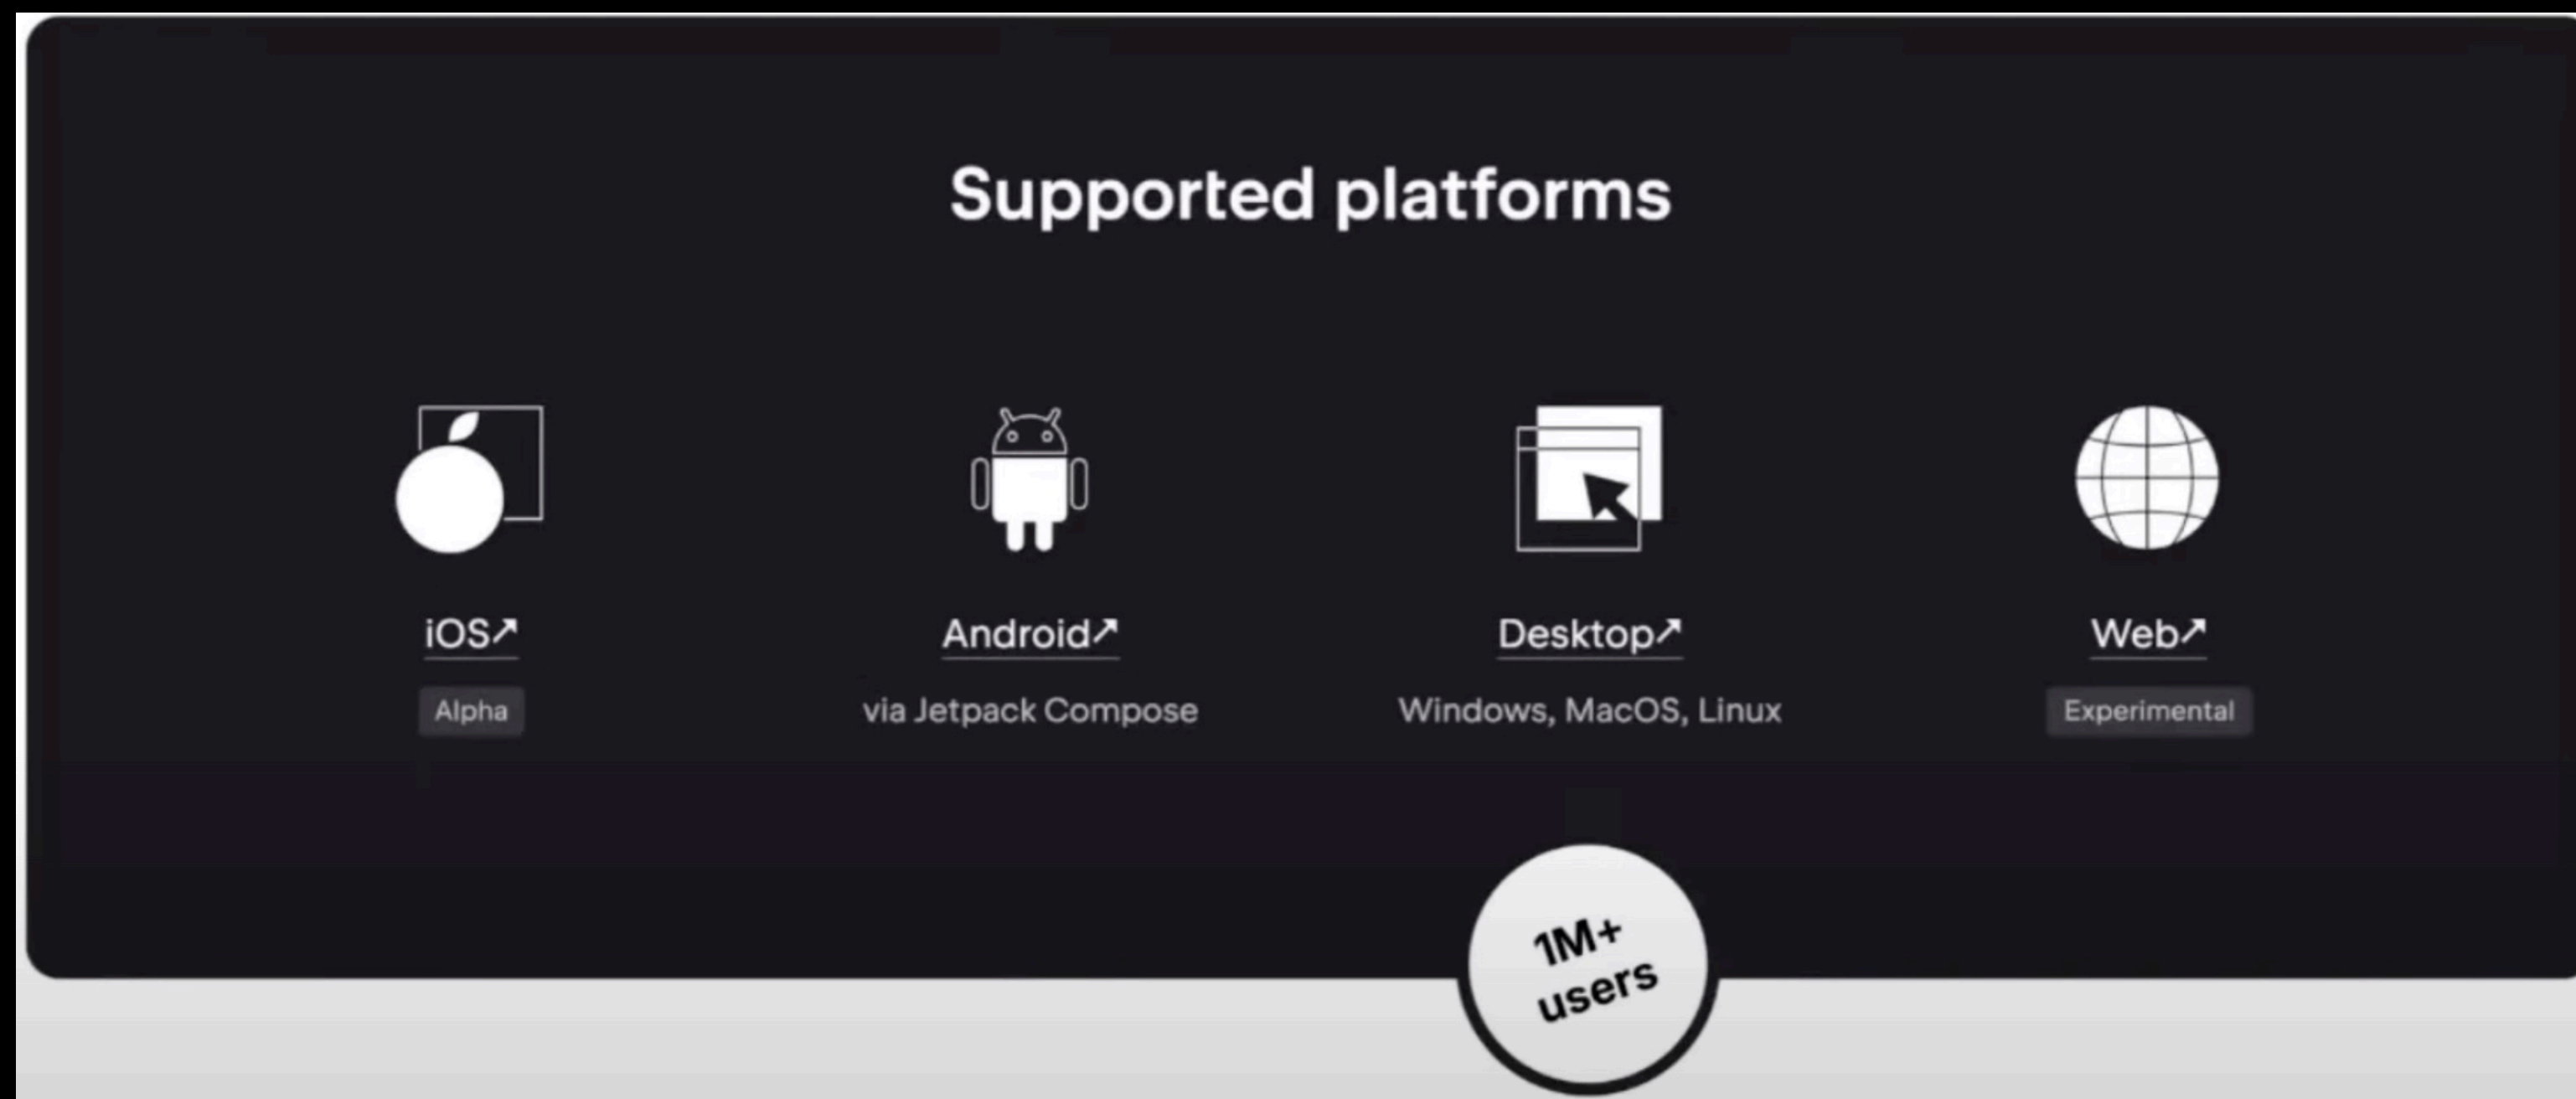 Supported platforms
iOS↗
Alpha
Android↗
via Jetpack Compose
Desktop↗
Windows, MacOS, Linux
Web↗
Experimental
1M+
users